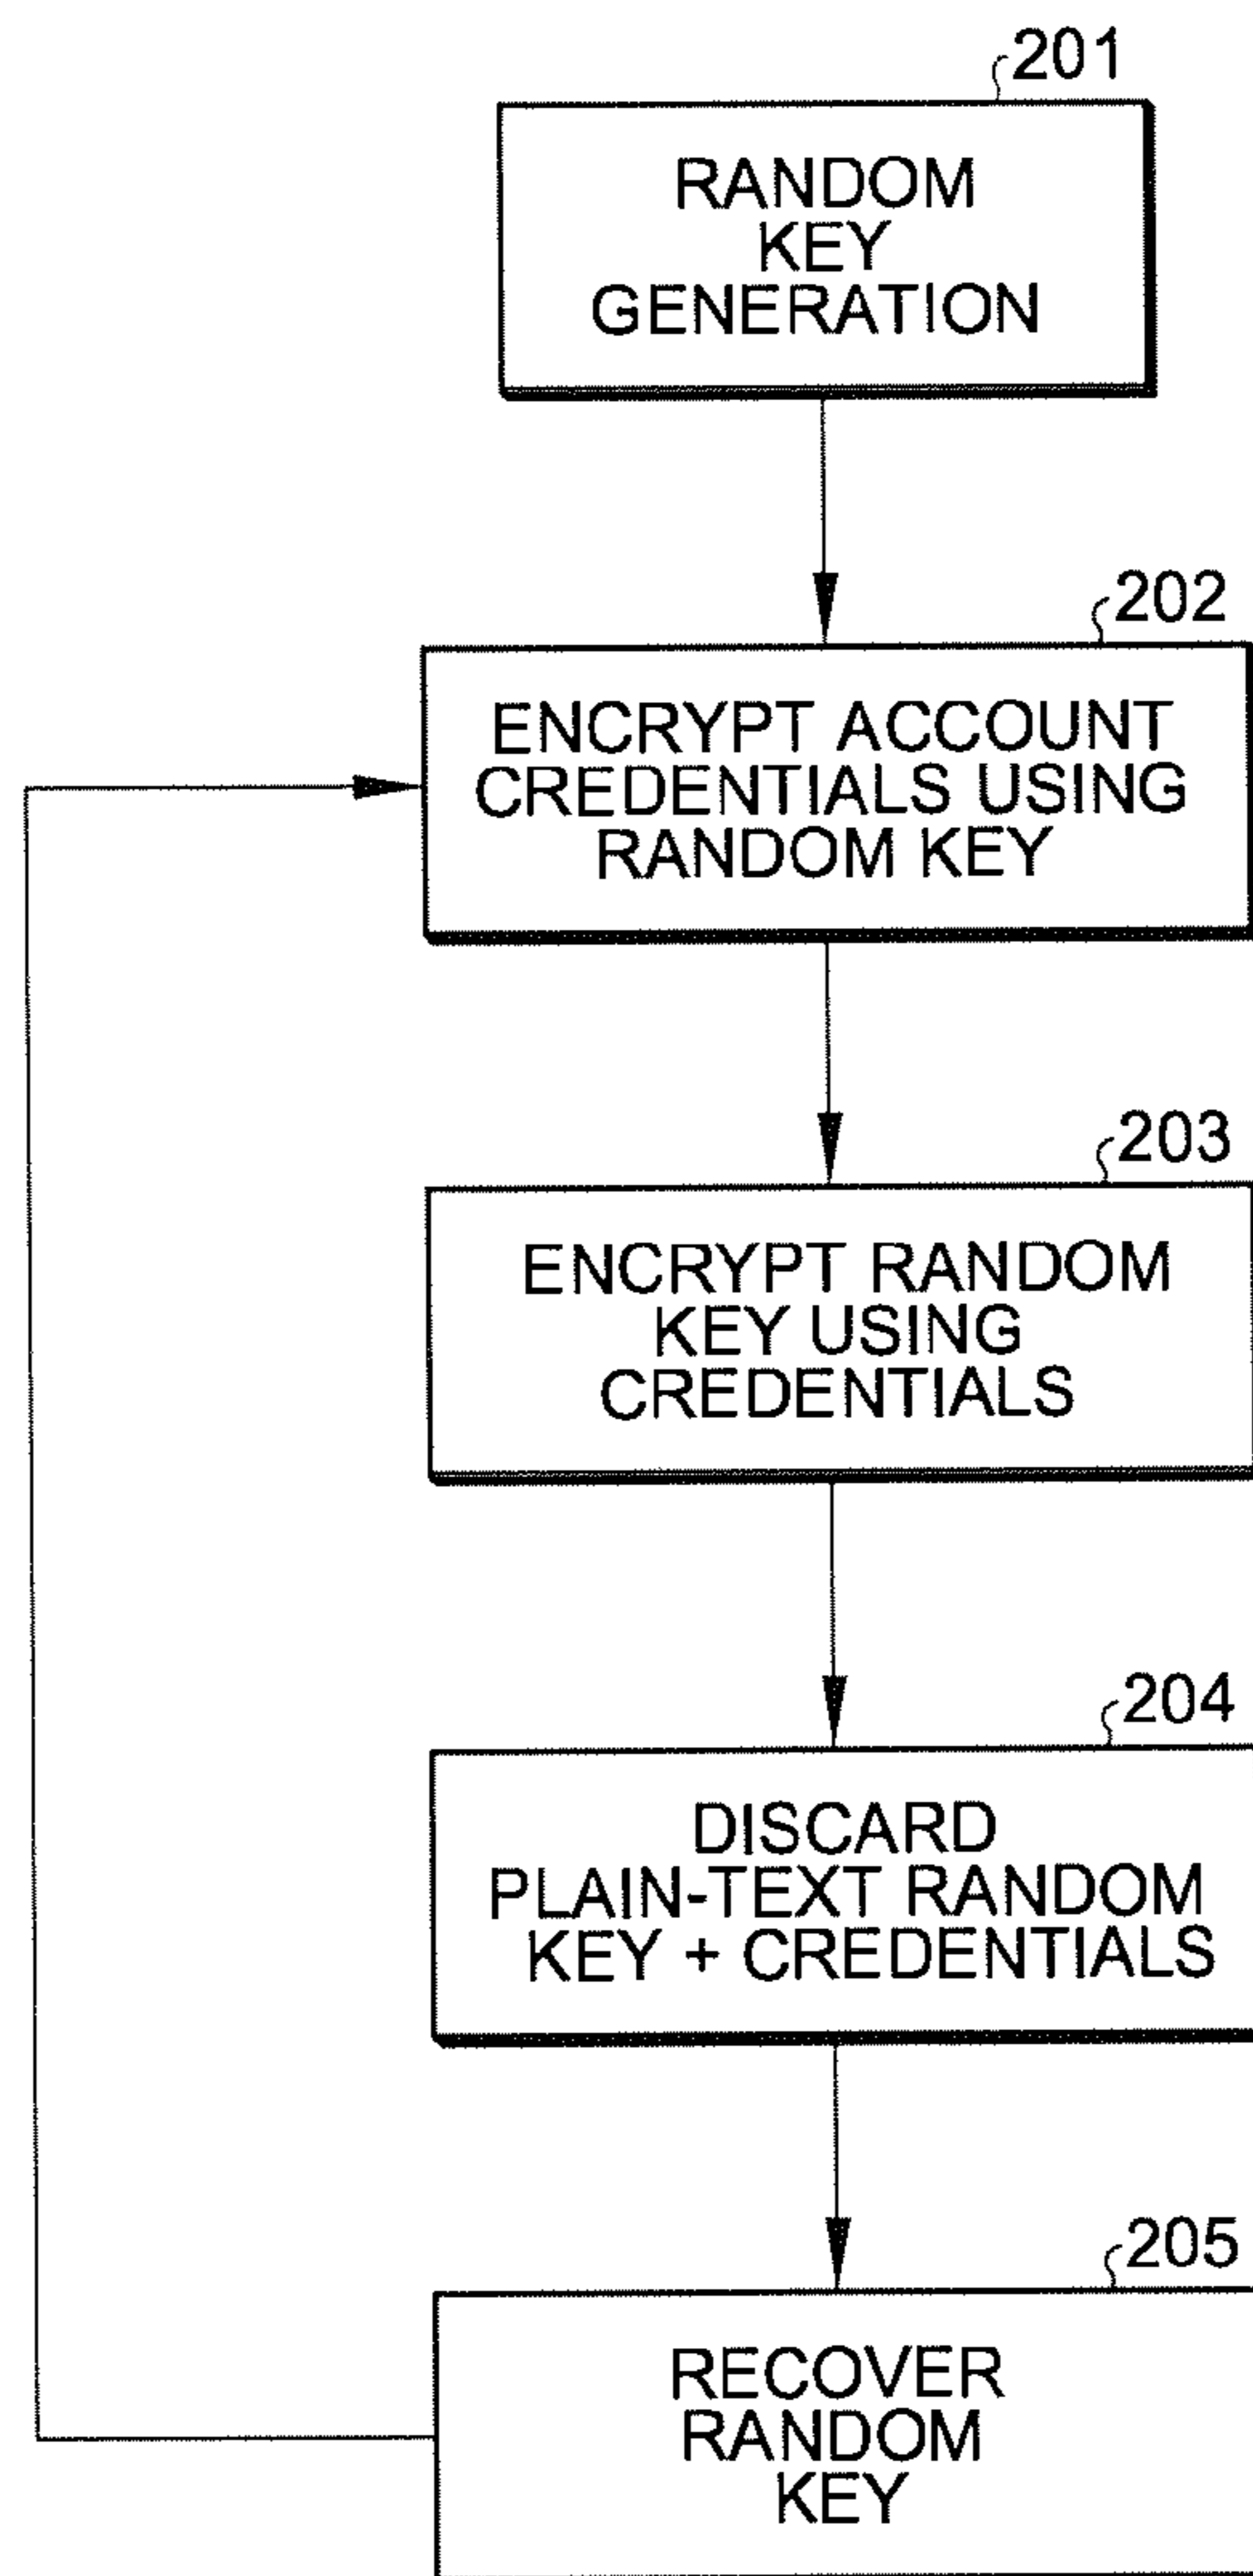 201
RANDOM
KEY
GENERATION
202
ENCRYPT ACCOUNT
CREDENTIALS USING
RANDOM KEY
203
ENCRYPT RANDOM
KEY USING
CREDENTIALS
204
DISCARD
PLAIN-TEXT RANDOM
KEY + CREDENTIALS
205
RECOVER
RANDOM
KEY